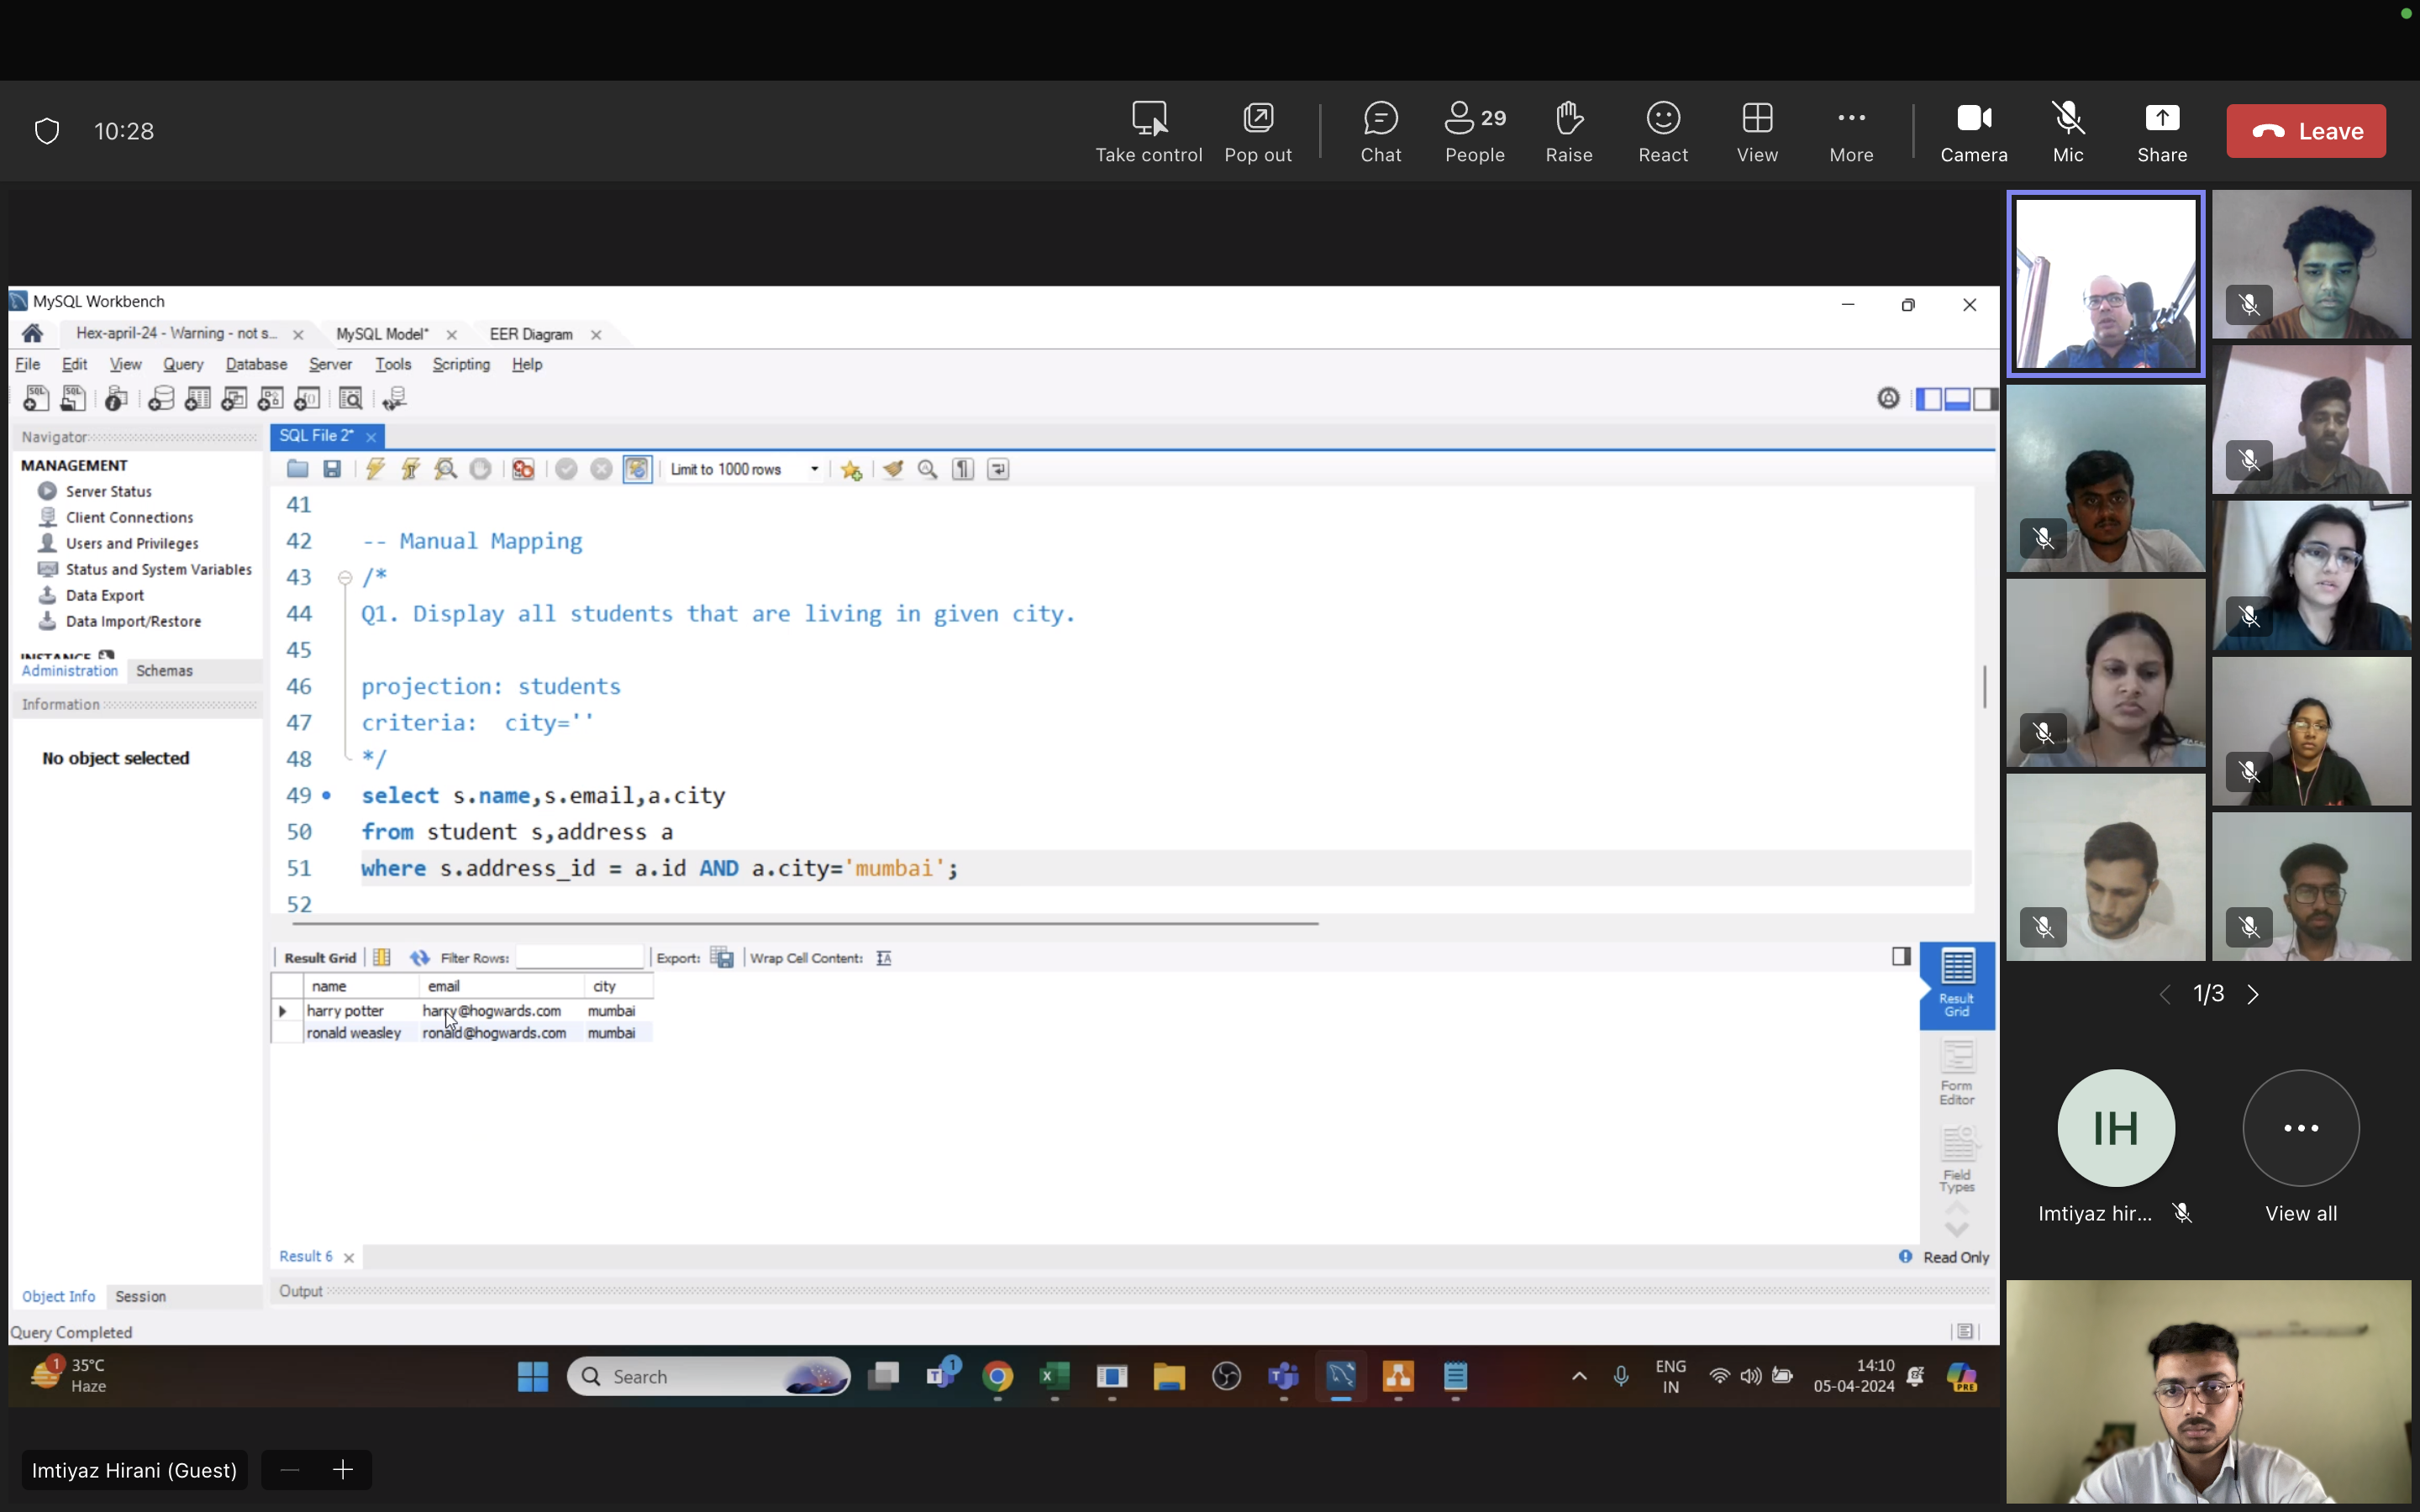 10:28
Take control
Pop out
Chat
People
29
Raise
React
View
More
Camera
Mic
Share
Leave
MySQL Workbench
Hex-april-24 - Warning - not s...
MySQL Model*
EER Diagram
File Edit View Query Database Server Tools Scripting Help
Navigator
MANAGEMENT
Server Status
Client Connections
Users and Privileges
Status and System Variables
Data Export
Data Import/Restore
INSTANCE
Administration Schemas
Information
No object selected
SQL File 2*
Limit to 1000 rows
41
42 -- Manual Mapping
43 /*
44 Q1. Display all students that are living in given city.
45
46 projection: students
47 criteria:  city=''
48 */
49 select s.name,s.email,a.city
50 from student s,address a
51 where s.address_id = a.id AND a.city='mumbai';
52
Result Grid Filter Rows: Export: Wrap Cell Content:
name email city
harry potter harry@hogwards.com mumbai
ronald weasley ronald@hogwards.com mumbai
Result
Grid
Form
Editor
Field
Types
Result 6
Read Only
Output
Object Info Session
Query Completed
1/3
IH
Imtiyaz hir...
View all
1
35°C
Haze
Search
1
ENG
IN
14:10
05-04-2024
PRE
Imtiyaz Hirani (Guest)